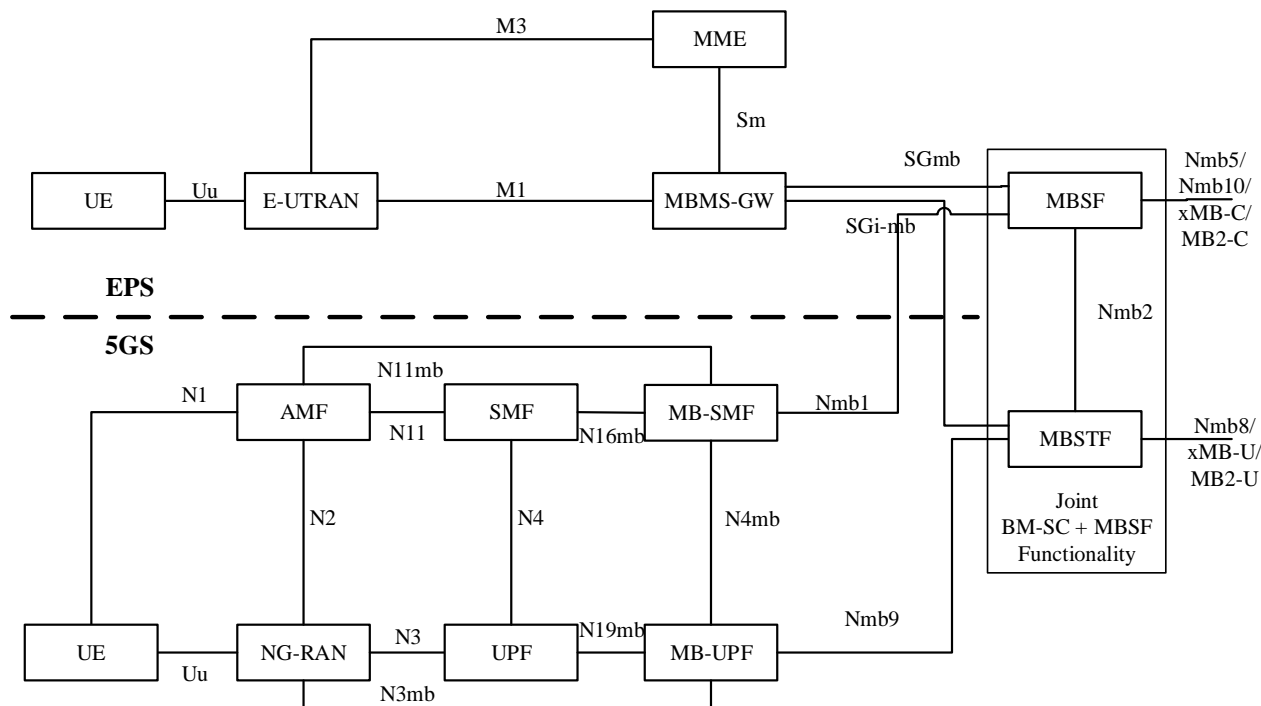 M3
MME
Sm
SGmb
Nmb5/
Nmb10/
xMB-C/
MB2-C
UE
Uu
E-UTRAN
M1
MBMS-GW
MBSF
SGi-mb
EPS
Nmb2
5GS
N11mb
N1
AMF
N11
SMF
N16mb
MB-SMF
Nmb1
MBSTF
Nmb8/
xMB-U/
MB2-U
Joint
BM-SC + MBSF
Functionality
N2
N4
N4mb
UE
Uu
NG-RAN
N3
N3mb
UPF
N19mb
MB-UPF
Nmb9